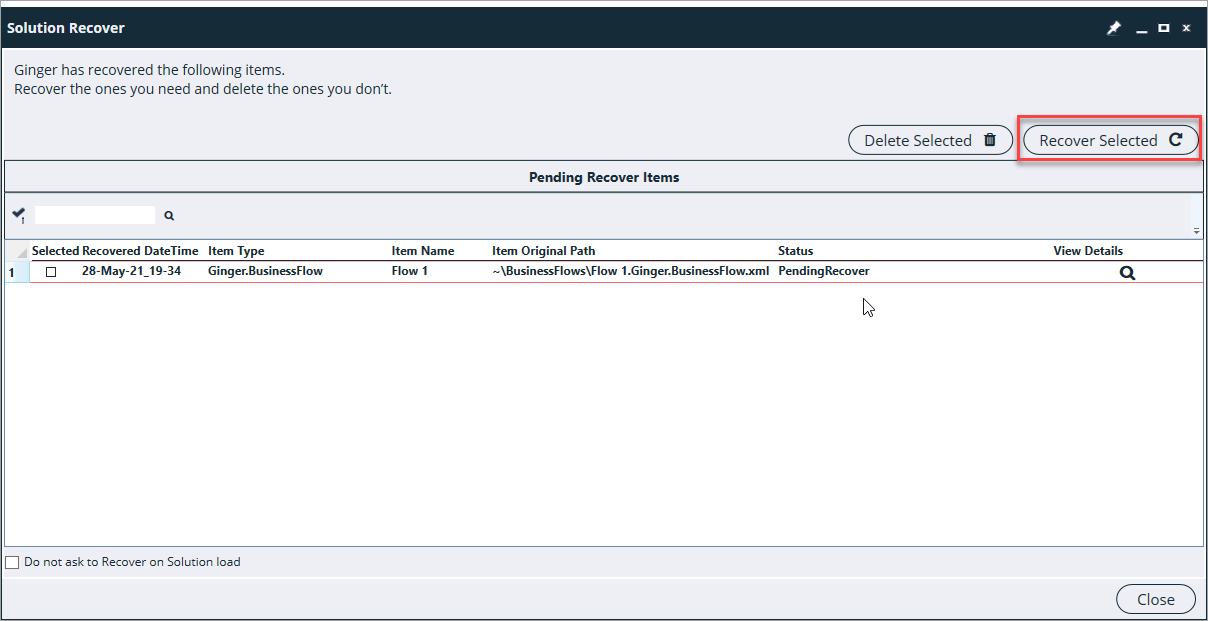 Solution Recover
Ginger has recovered the following items.
Recover the ones you need and delete the ones you don't.
Delete Selected Recover Selected
Pending Recover Items
Selected Recovered DateTime Item Type Item Name Item Original Path Status View Details
1 28-May-21_19-34 Ginger.BusinessFlow Flow 1 ~\BusinessFlows\Flow 1.Ginger.BusinessFlow.xml PendingRecover
Do not ask to Recover on Solution load
Close